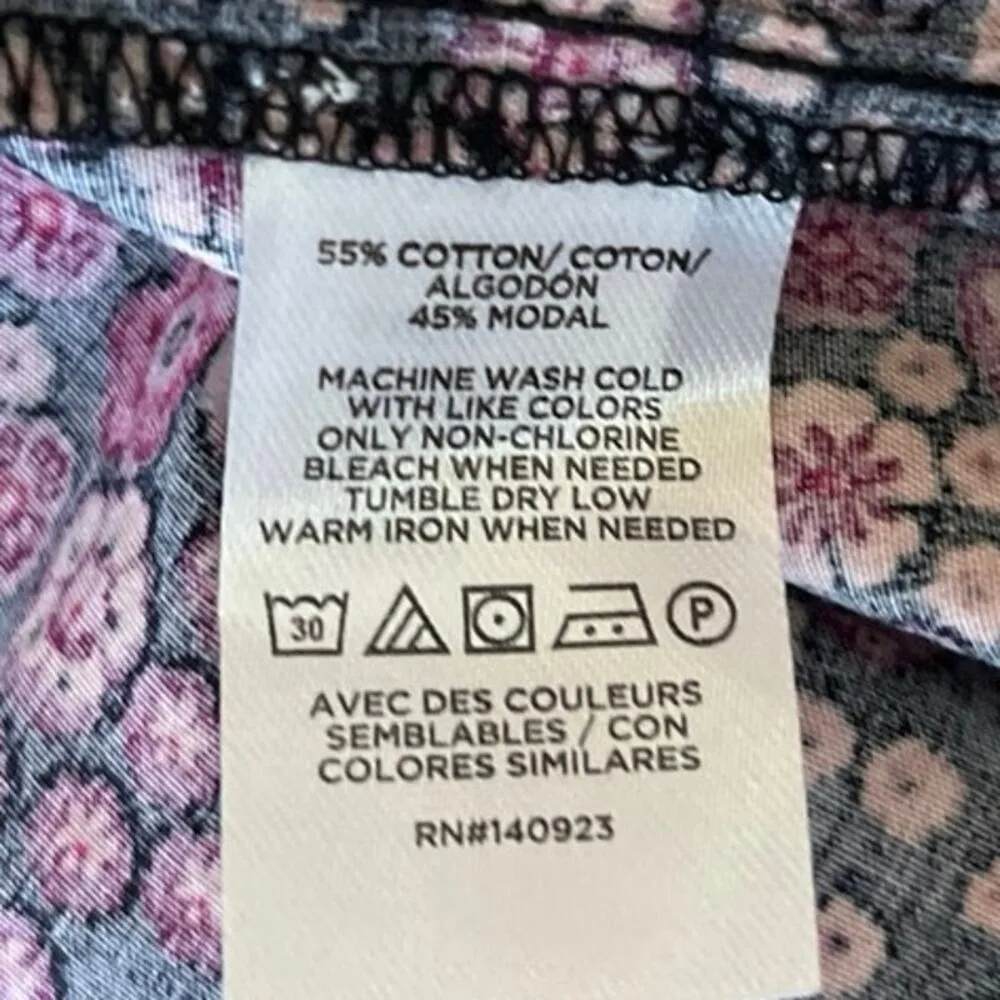 55% COTTON/ COTON/
ALGODÓN
45% MODAL
MACHINE WASH COLD
WITH LIKE COLORS
ONLY NON-CHLORINE
BLEACH WHEN NEEDED
TUMBLE DRY LOW
WARM IRON WHEN NEEDED
30 P
AVEC DES COULEURS
SEMBLABLES / CON
COLORES SIMILARES
RN#140923